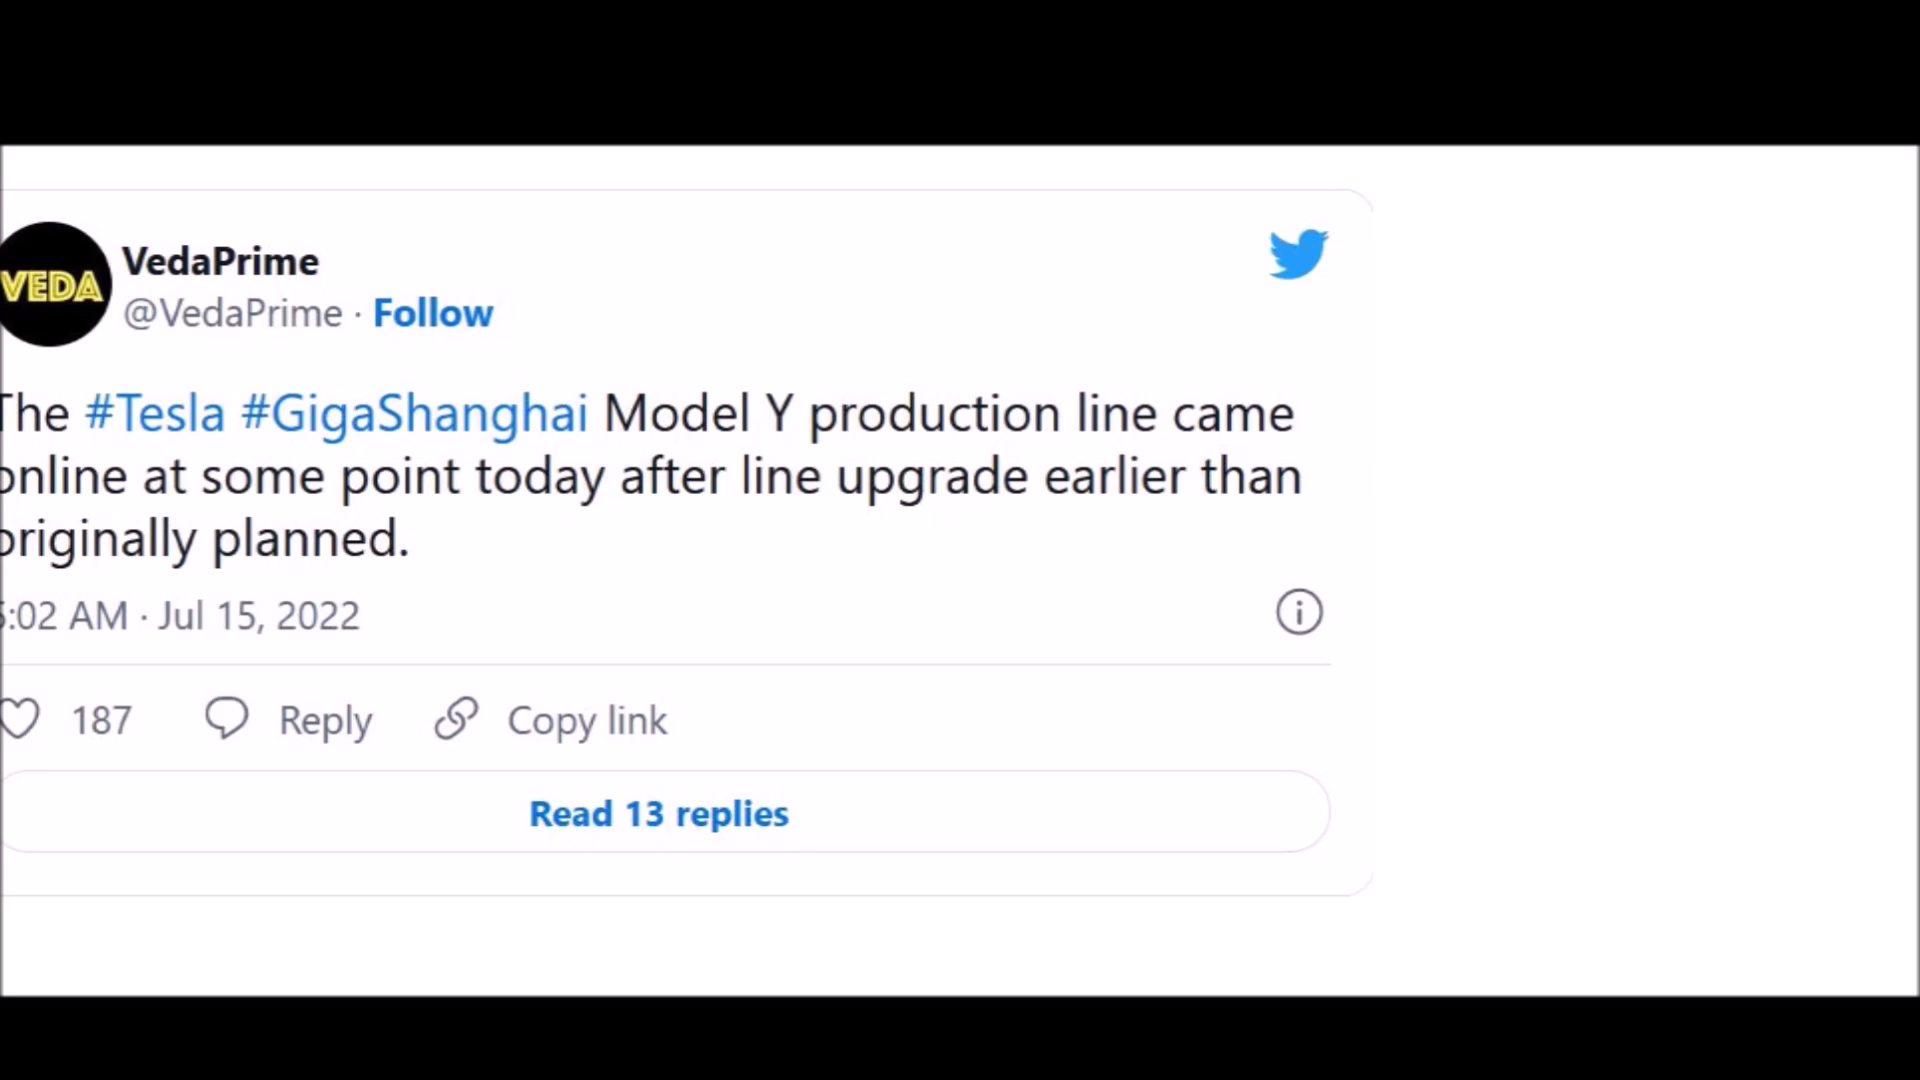 VEDA
VedaPrime
@VedaPrime · Follow
The #Tesla #GigaShanghai Model Y production line came
online at some point today after line upgrade earlier than
originally planned.
:02 AM · Jul 15, 2022
187 Reply Copy link
Read 13 replies